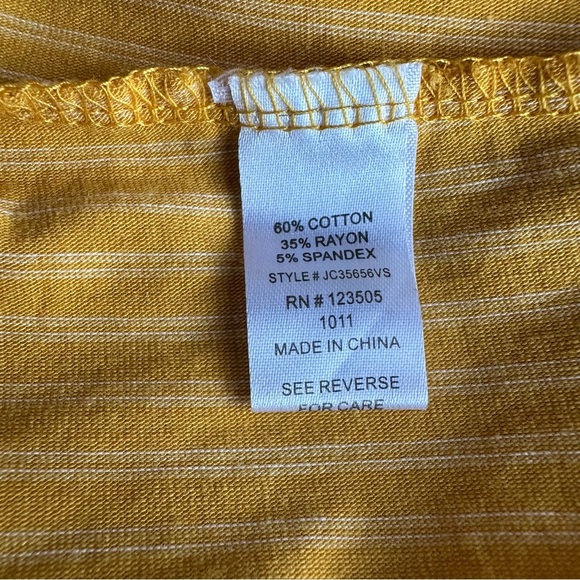 60% COTTON
35% RAYON
5% SPANDEX
STYLE # JC35656VS
RN # 123505
1011
MADE IN CHINA
SEE REVERSE
FOR CARE